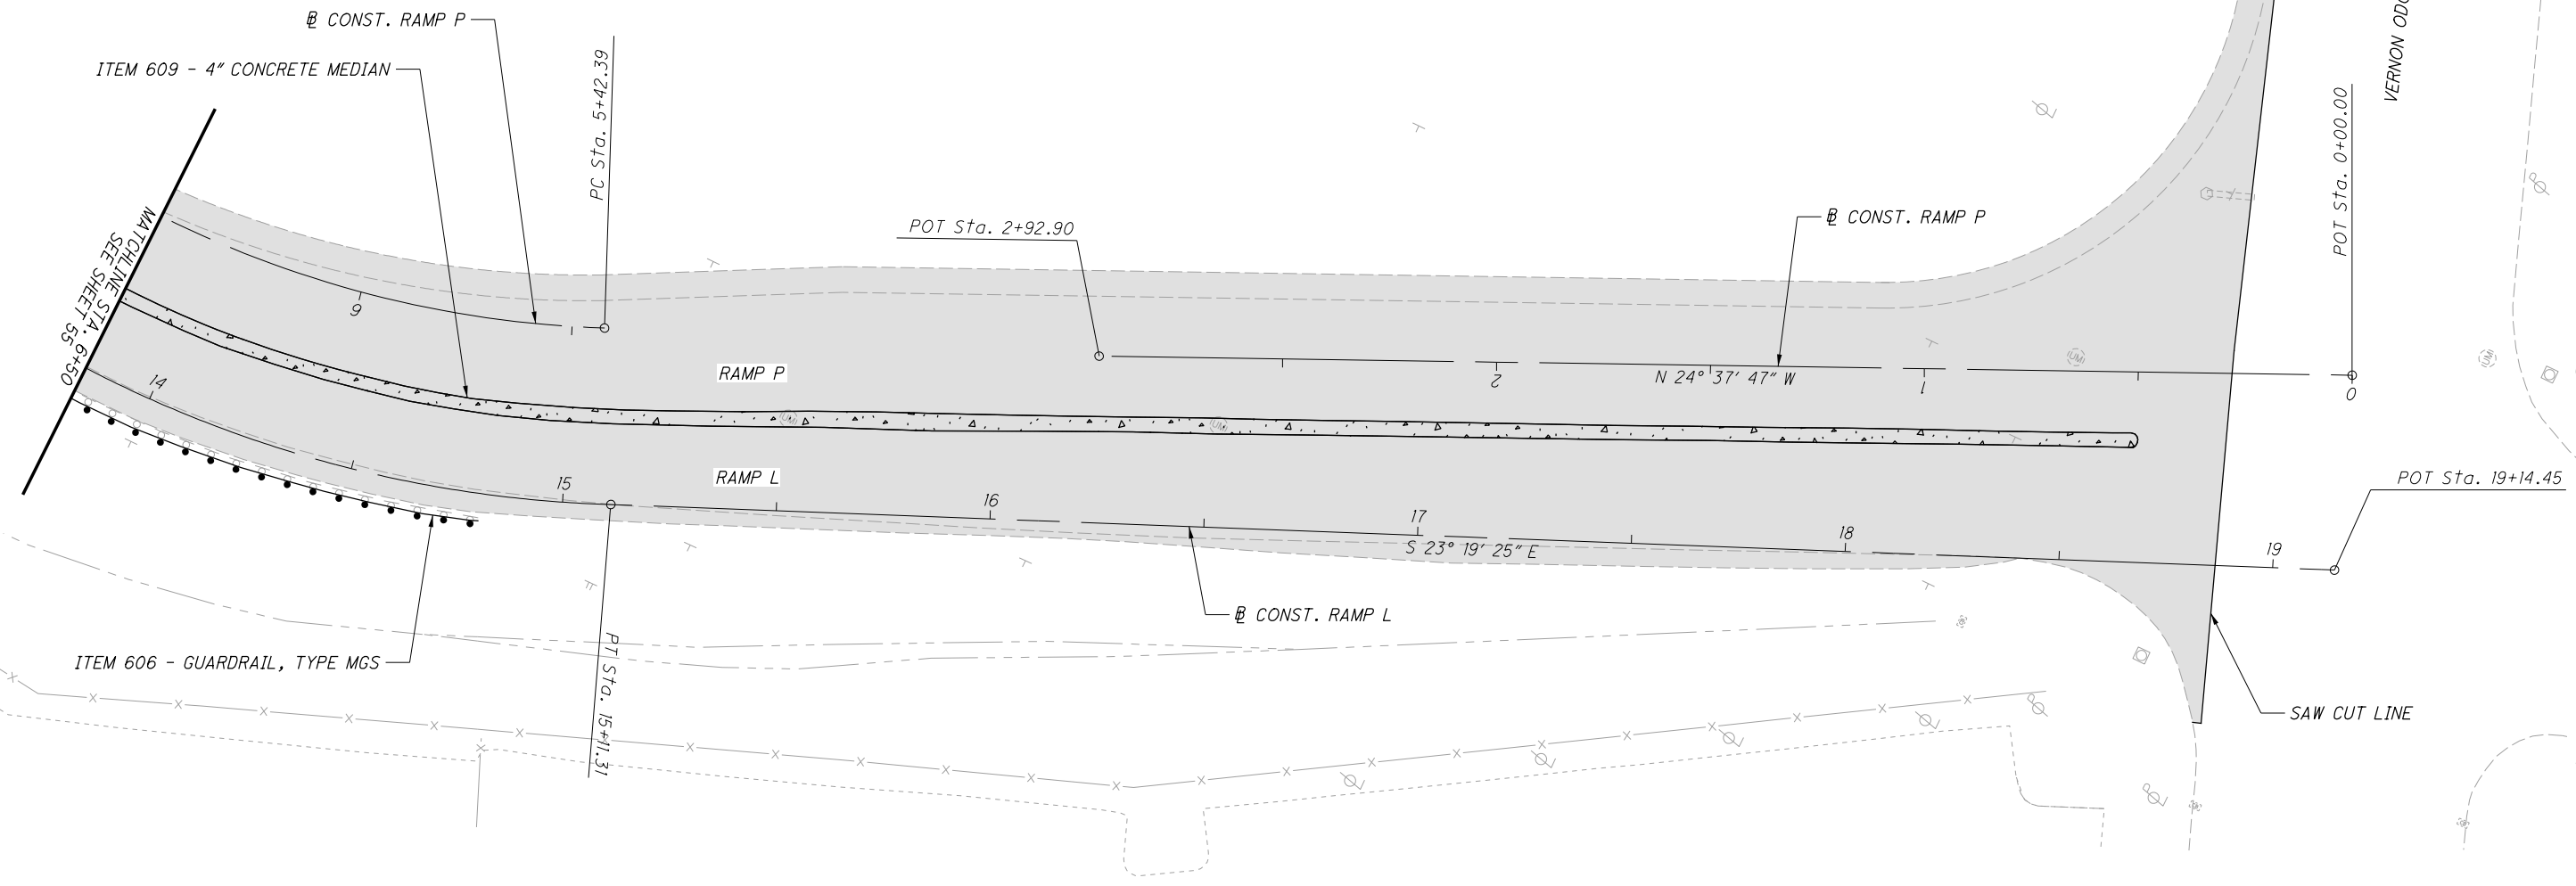 ℄ CONST. RAMP P
ITEM 609 - 4" CONCRETE MEDIAN
PC Sta. 5+42.39
VERNON ODO
POT Sta. 0+00.00
POT Sta. 2+92.90
℄ CONST. RAMP P
MATCHLINE STA. 6+50
SEE SHEET 55
6
RAMP P
2
N 24° 37' 47" W
1
0
14
RAMP L
15
16
17
18
19
S 23° 19' 25" E
POT Sta. 19+14.45
℄ CONST. RAMP L
ITEM 606 - GUARDRAIL, TYPE MGS
PT Sta. 15+11.31
SAW CUT LINE